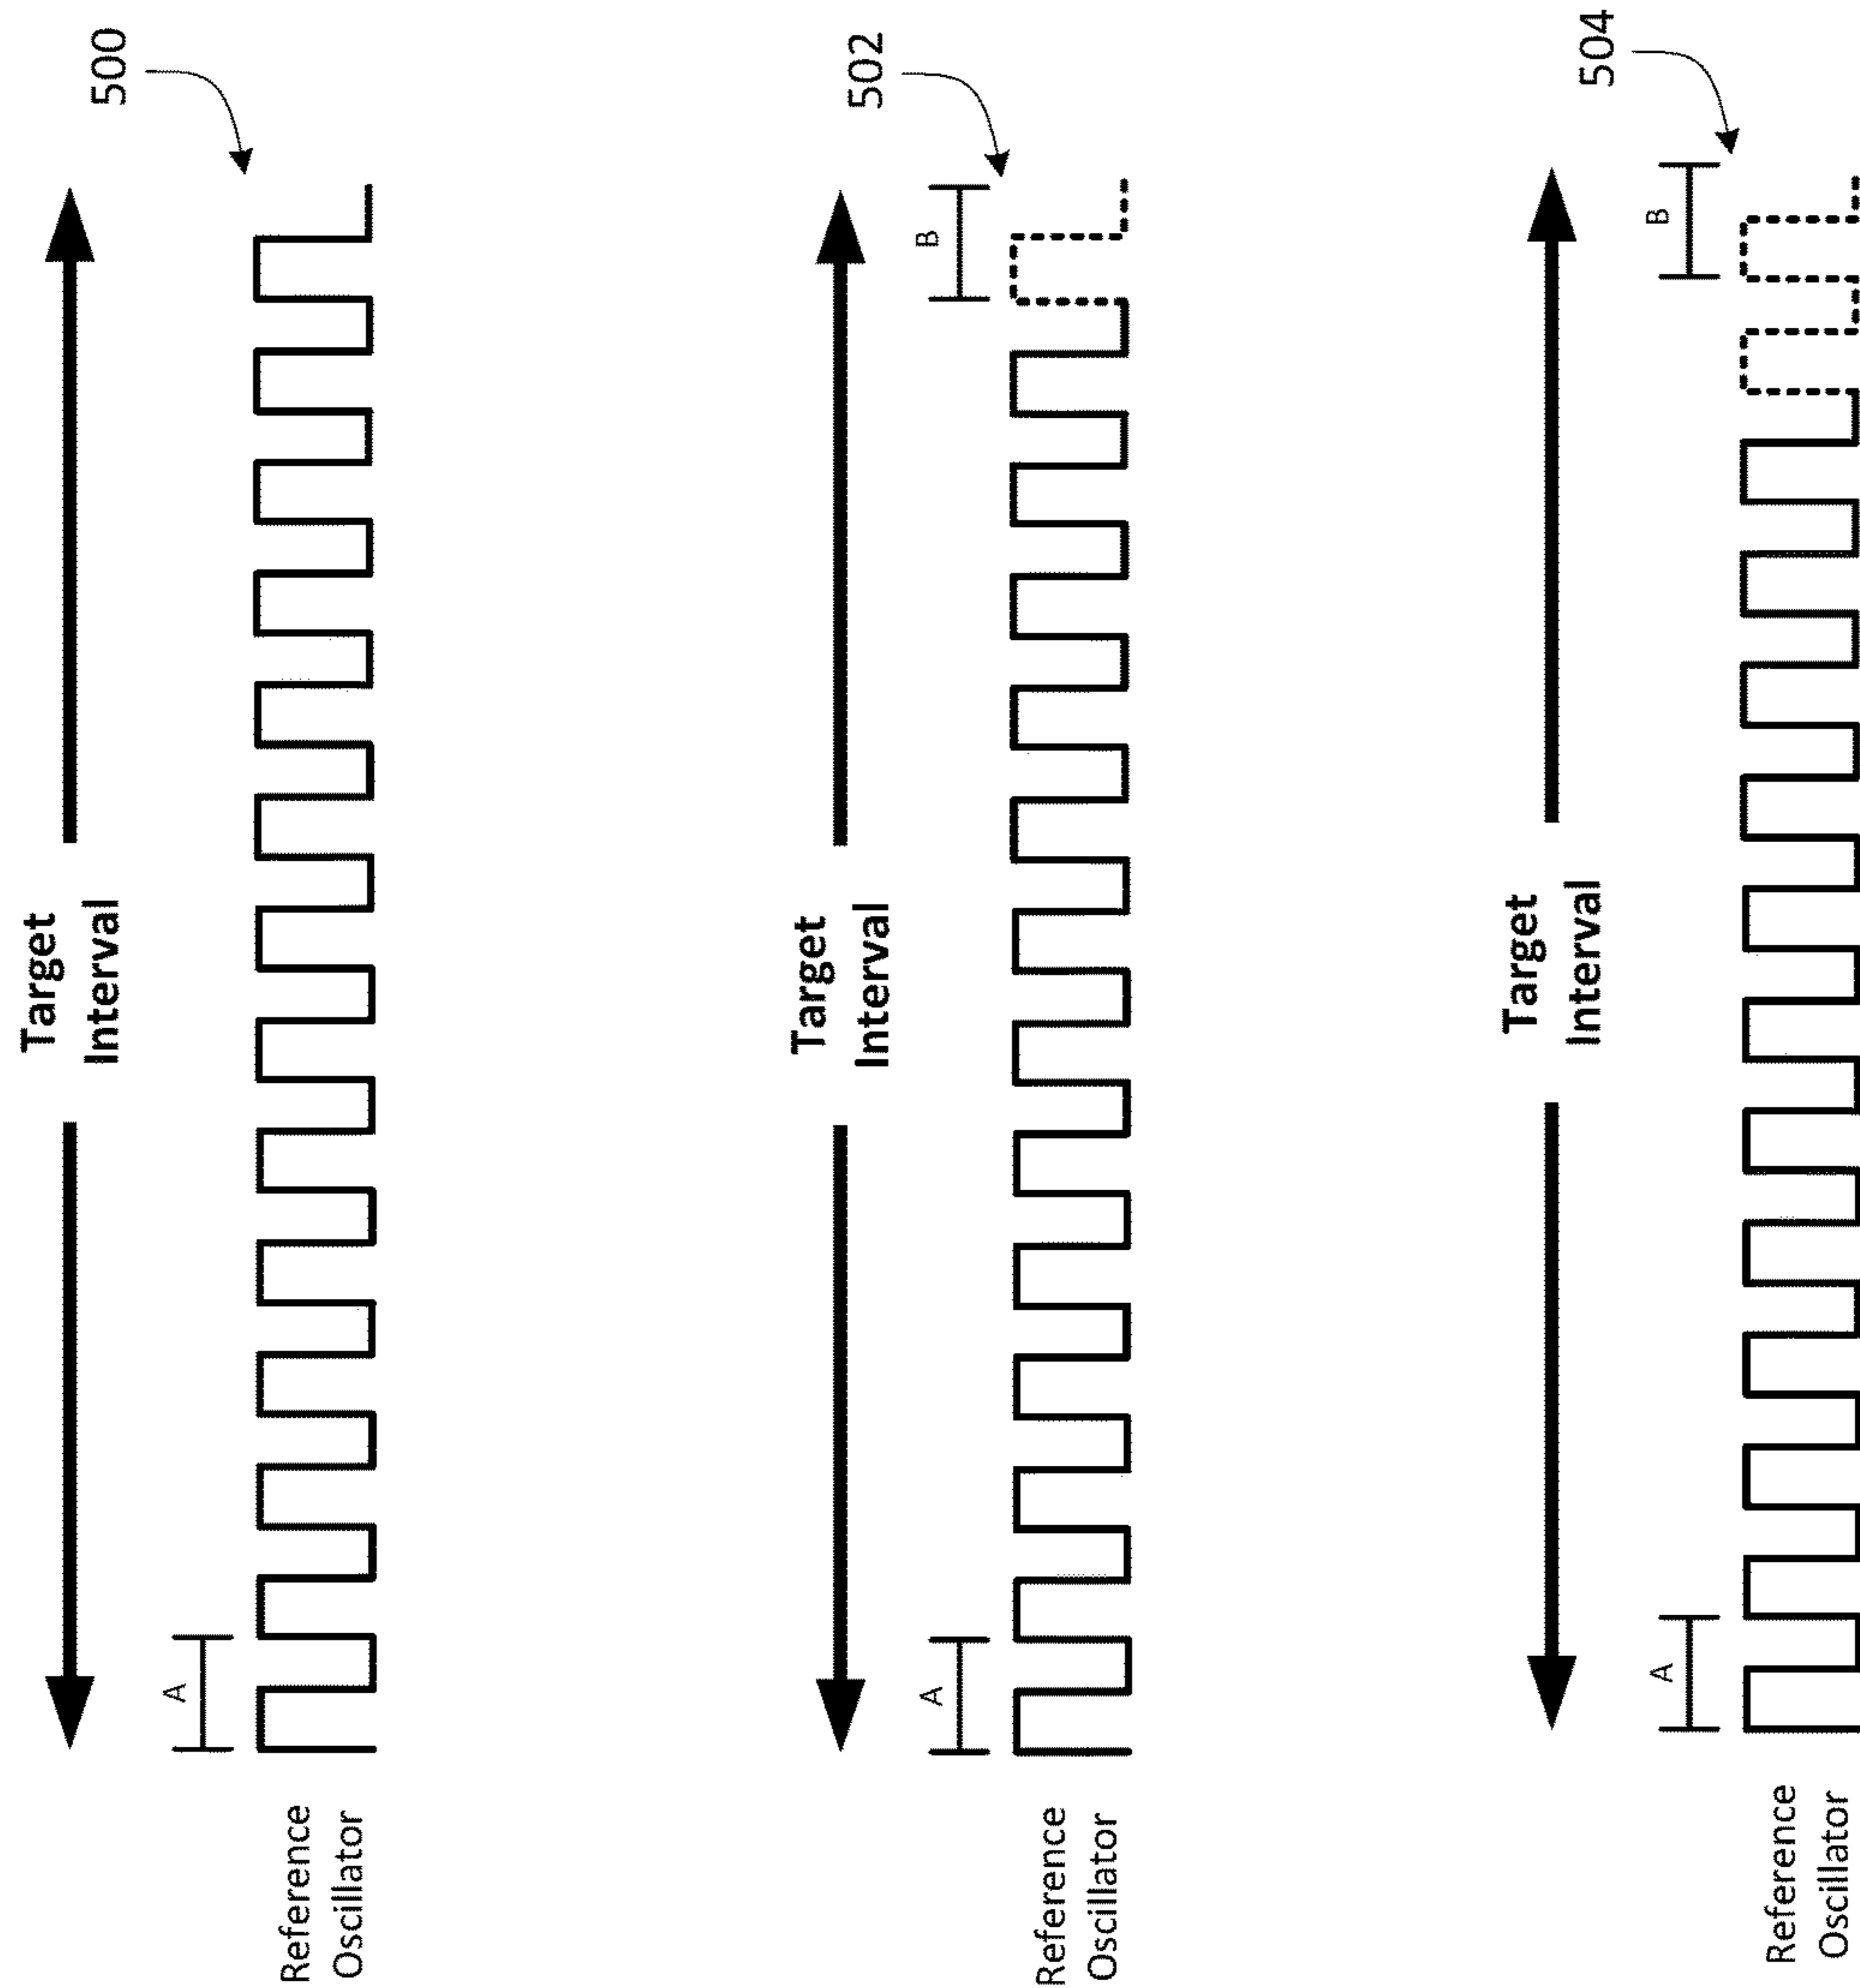 Target
Interval
500
A
Reference
Oscillator
Target
Interval
502
A
B
Reference
Oscillator
Target
Interval
504
A
B
Reference
Oscillator